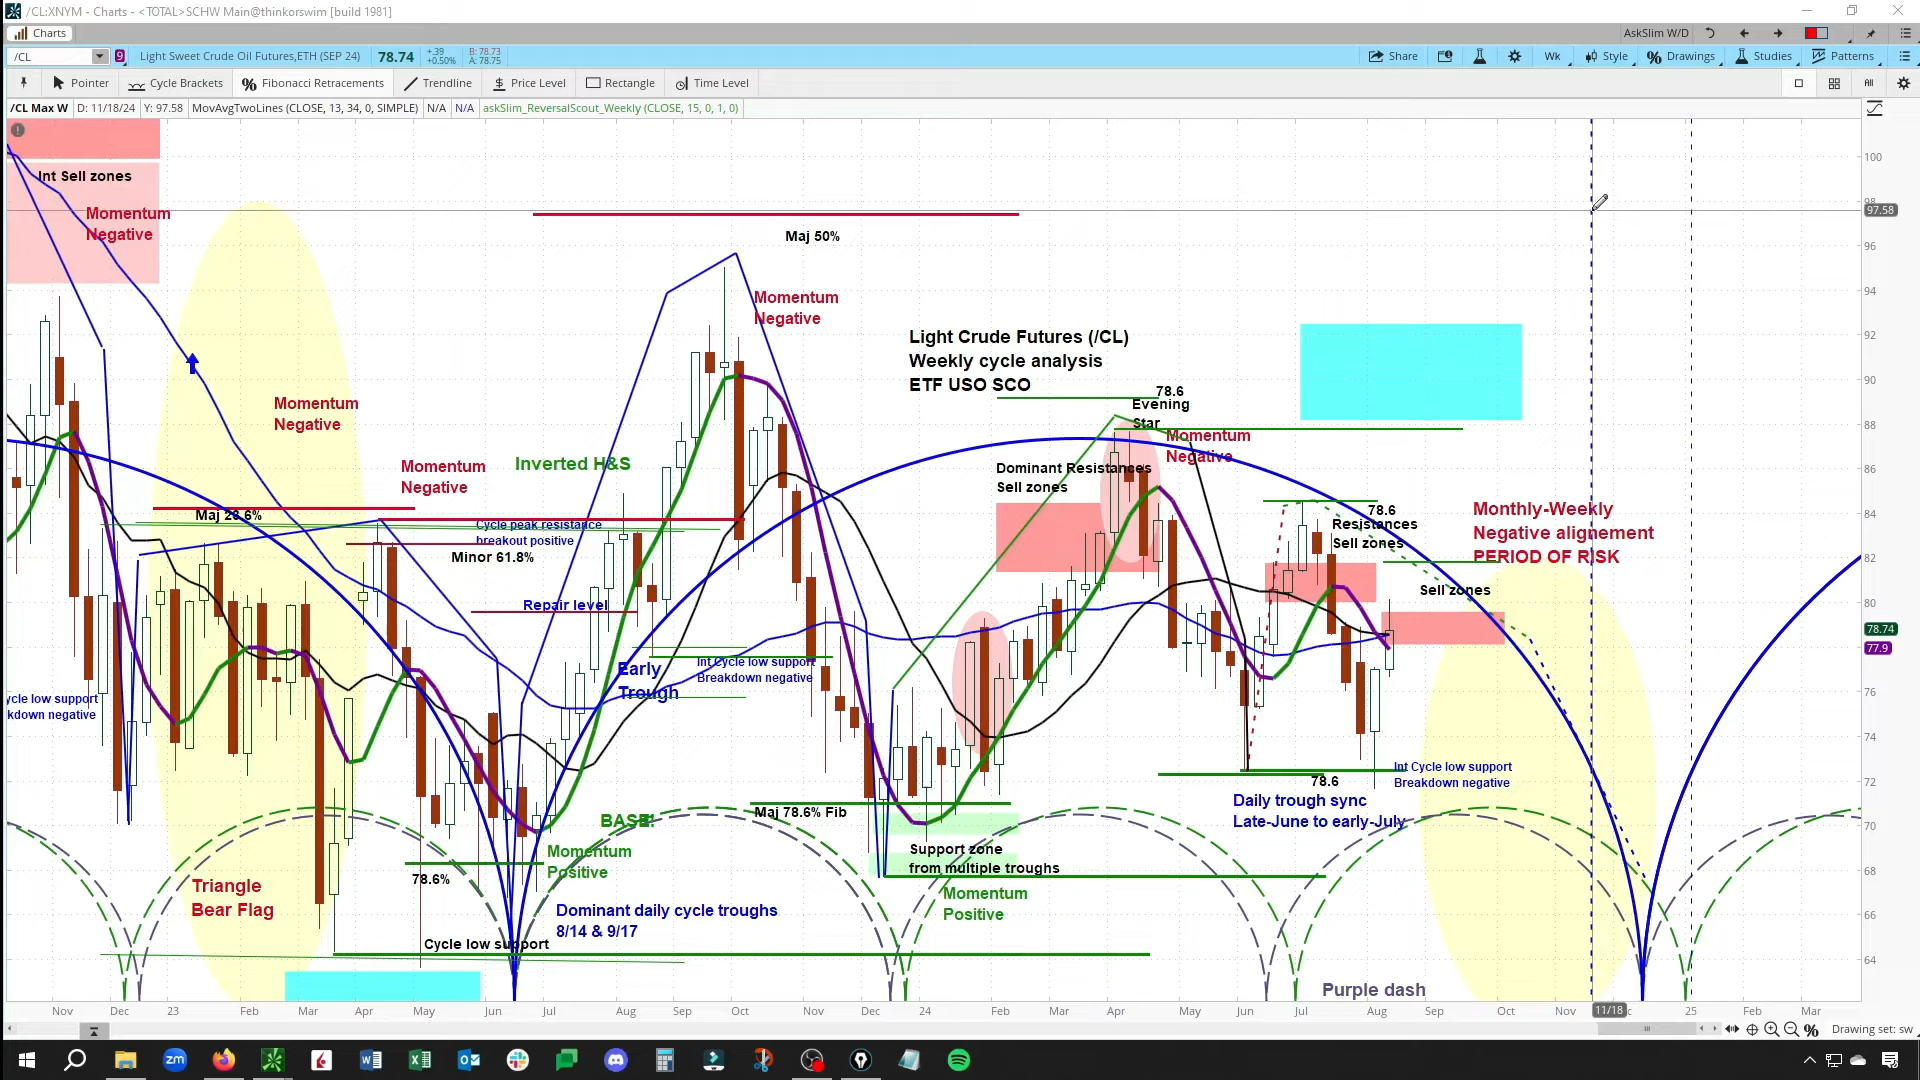 /CL:XNYM - Charts - <TOTAL>SCHW Main@thinkorswim [build 1981]
Charts
AskSlim W/D
/CL
9
Light Sweet Crude Oil Futures,ETH (SEP 24)
78.74
+.39
+0.50%
B: 78.73
A: 78.75
Share
Wk
Style
Drawings
Studies
Patterns
Pointer
Cycle Brackets
Fibonacci Retracements
Trendline
Price Level
Rectangle
Time Level
All
/CL Max W
D: 11/18/24
Y: 97.58
MovAvgTwoLines (CLOSE, 13, 34, 0, SIMPLE)
N/A
N/A
askSlim_ReversalScout_Weekly (CLOSE, 15, 0, 1, 0)
Int Sell zones
Momentum
Negative
Maj 50%
Momentum
Negative
Light Crude Futures (/CL)
Weekly cycle analysis
ETF USO SCO
78.6
Evening
Star
Momentum
Negative
Momentum
Negative
Momentum
Negative
Inverted H&S
Dominant Resistances
Sell zones
Maj 23.6%
Cycle peak resistance
breakout positive
Minor 61.8%
78.6
Resistances
Sell zones
Monthly-Weekly
Negative alignement
PERIOD OF RISK
Sell zones
Repair level
Early
Trough
Int Cycle low support
Breakdown negative
ycle low support
kdown negative
Int Cycle low support
Breakdown negative
78.6
Daily trough sync
Late-June to early-July
BASE!
Maj 78.6% Fib
Momentum
Positive
78.6%
Support zone
from multiple troughs
Momentum
Positive
Triangle
Bear Flag
Dominant daily cycle troughs
8/14 & 9/17
Cycle low support
Purple dash
100
98
97.58
96
94
92
90
88
86
84
82
80
78.74
77.9
76
74
72
70
68
66
64
Nov
Dec
23
Feb
Mar
Apr
May
Jun
Jul
Aug
Sep
Oct
Nov
Dec
24
Feb
Mar
Apr
May
Jun
Jul
Aug
Sep
Oct
Nov
11/18
c
25
Feb
Mar
Drawing set: sw